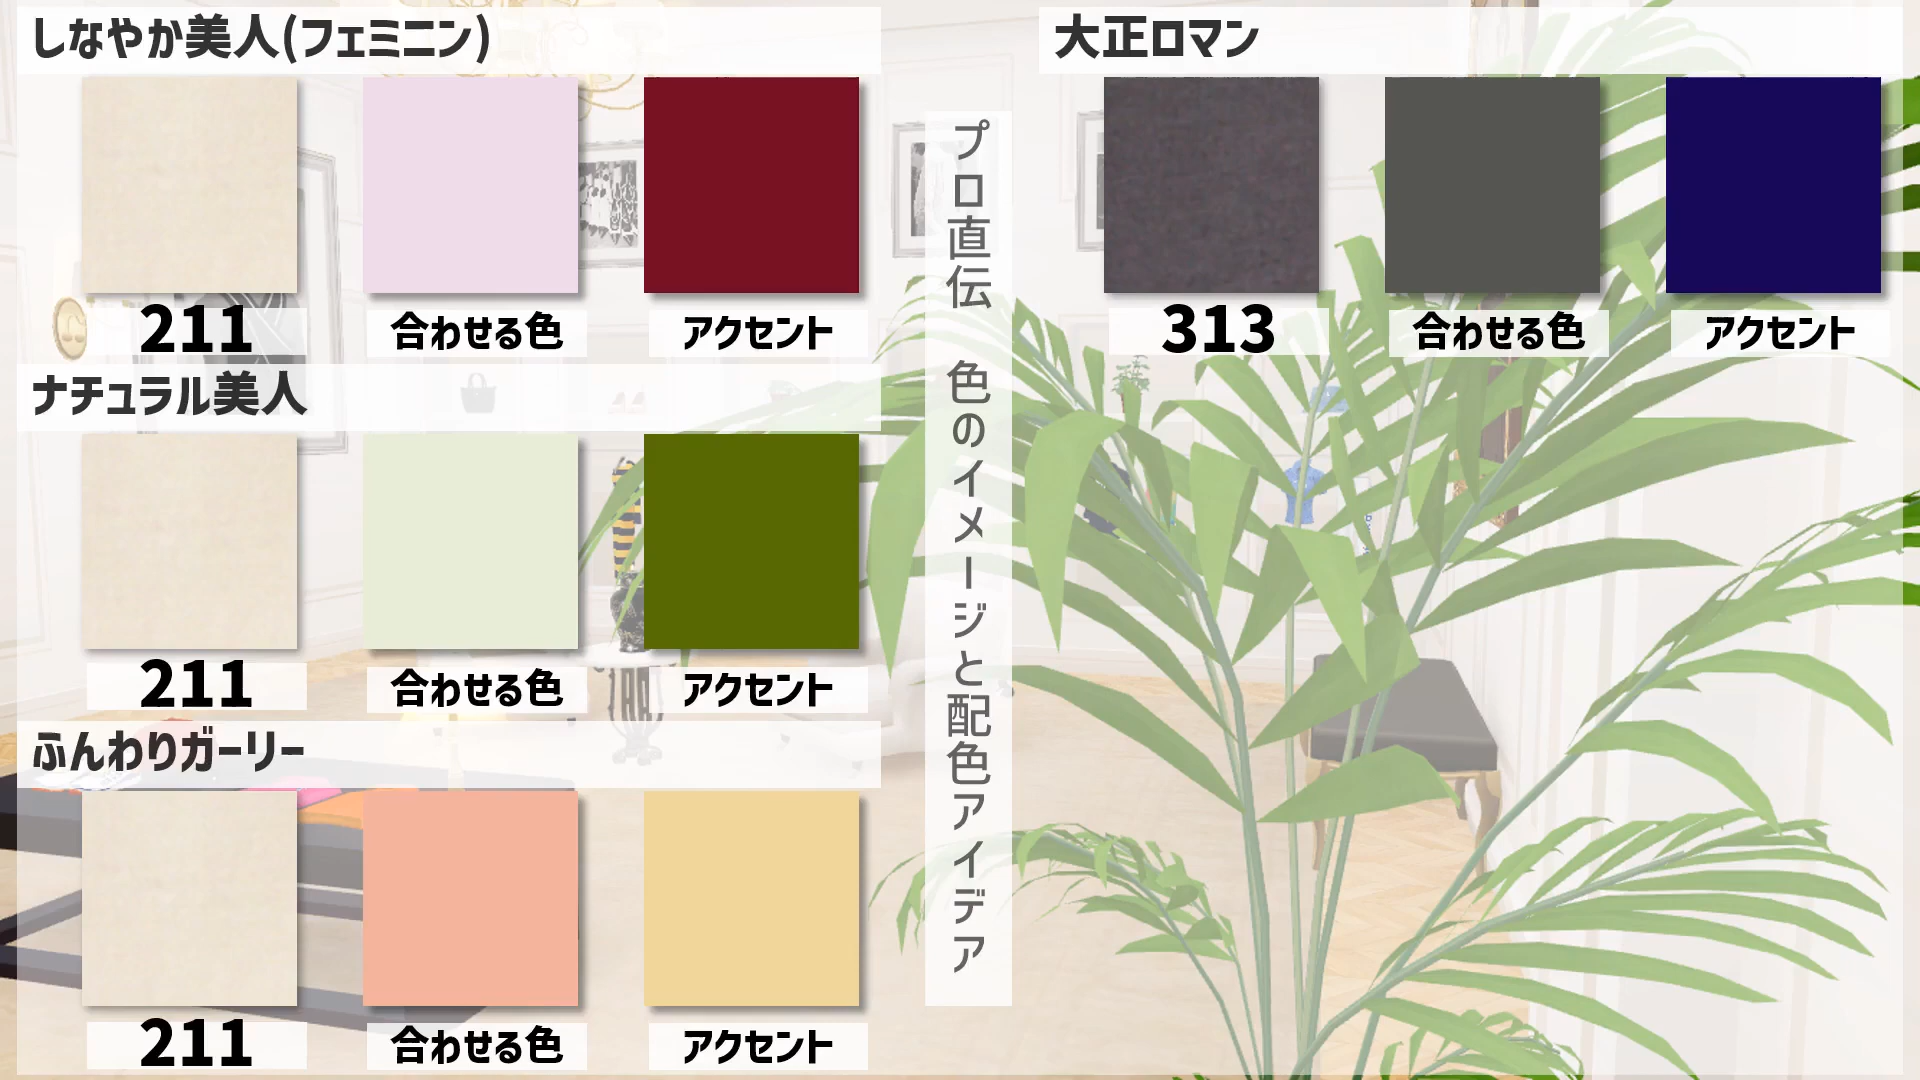 しなやか美人(フェミニン)
211
合わせる色
アクセント
ナチュラル美人
211
合わせる色
アクセント
ふんわりガーリー
211
合わせる色
アクセント
プロ直伝 色のイメージと配色アイデア
大正ロマン
313
合わせる色
アクセント